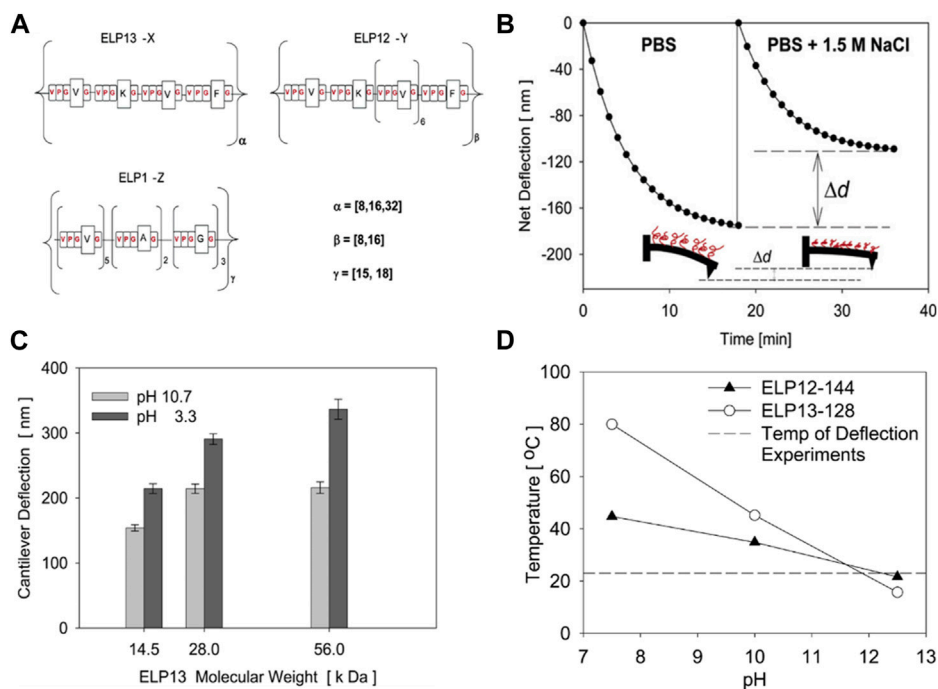 A
ELP13 -X
VPG V G VPG K G VPG V G VPG F G
α
ELP12 -Y
VPG V G VPG K G VPG V G VPG F G
6
β
ELP1 -Z
VPG V G VPG A G VPG G G
5
2
3
γ
α = [8,16,32]
β = [8,16]
γ = [15, 18]
B
PBS
PBS + 1.5 M NaCl
Δd
Δd
Net Deflection [ nm ]
0
-40
-80
-120
-160
-200
0
10
20
30
40
Time [min]
C
pH 10.7
pH 3.3
Cantilever Deflection [ nm ]
400
300
200
100
0
14.5
28.0
56.0
ELP13 Molecular Weight [ k Da ]
D
ELP12-144
ELP13-128
Temp of Deflection
Experiments
Temperature [ °C ]
100
80
60
40
20
0
7
8
9
10
11
12
13
pH